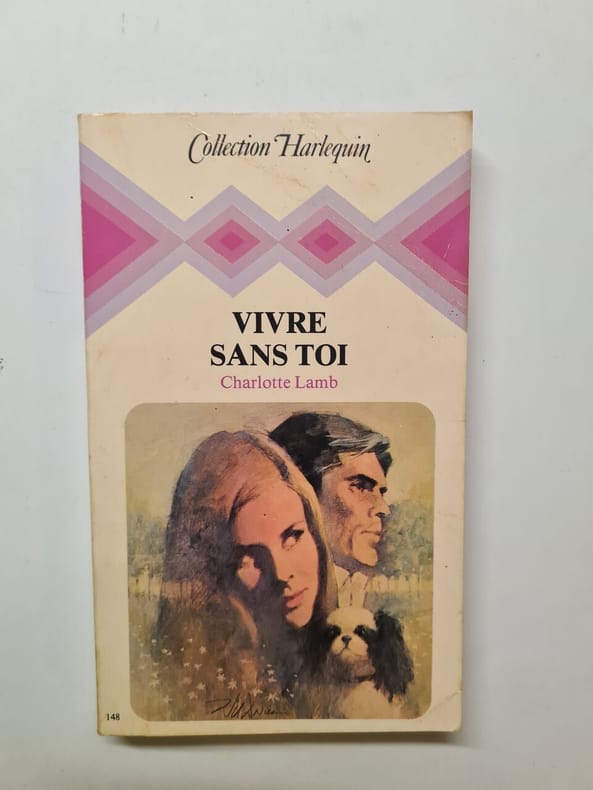 Collection Harlequin
VIVRE
SANS TOI
Charlotte Lamb
148